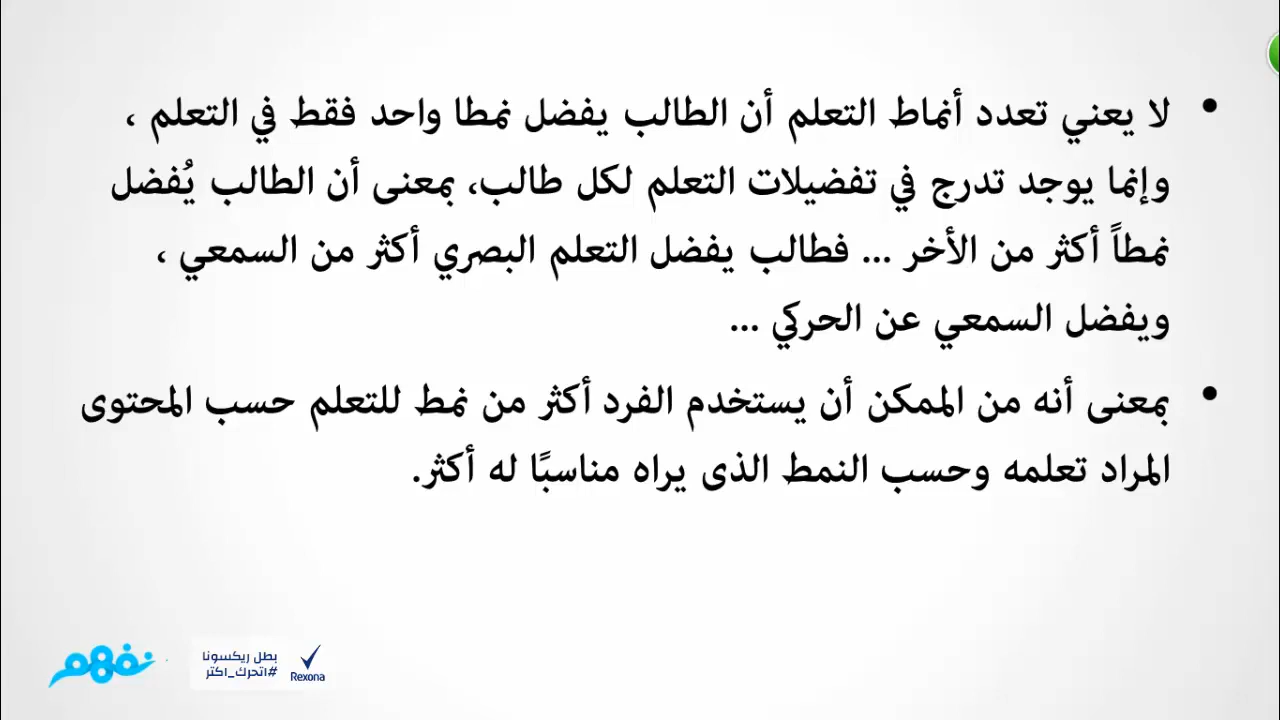 • لا يعني تعدد أنماط التعلم أن الطالب يفضل نمطا واحد فقط في التعلم ،
وإنما يوجد تدرج في تفضيلات التعلم لكل طالب، بمعنى أن الطالب يُفضل
نمطاً أكثر من الأخر ... فطالب يفضل التعلم البصري أكثر من السمعي ،
ويفضل السمعي عن الحركي ...
• بمعنى أنه من الممكن أن يستخدم الفرد أكثر من نمط للتعلم حسب المحتوى
المراد تعلمه وحسب النمط الذى يراه مناسبًا له أكثر.
نفهم
بطل ريكسونا
#اتحرك_اكتر
Rexona